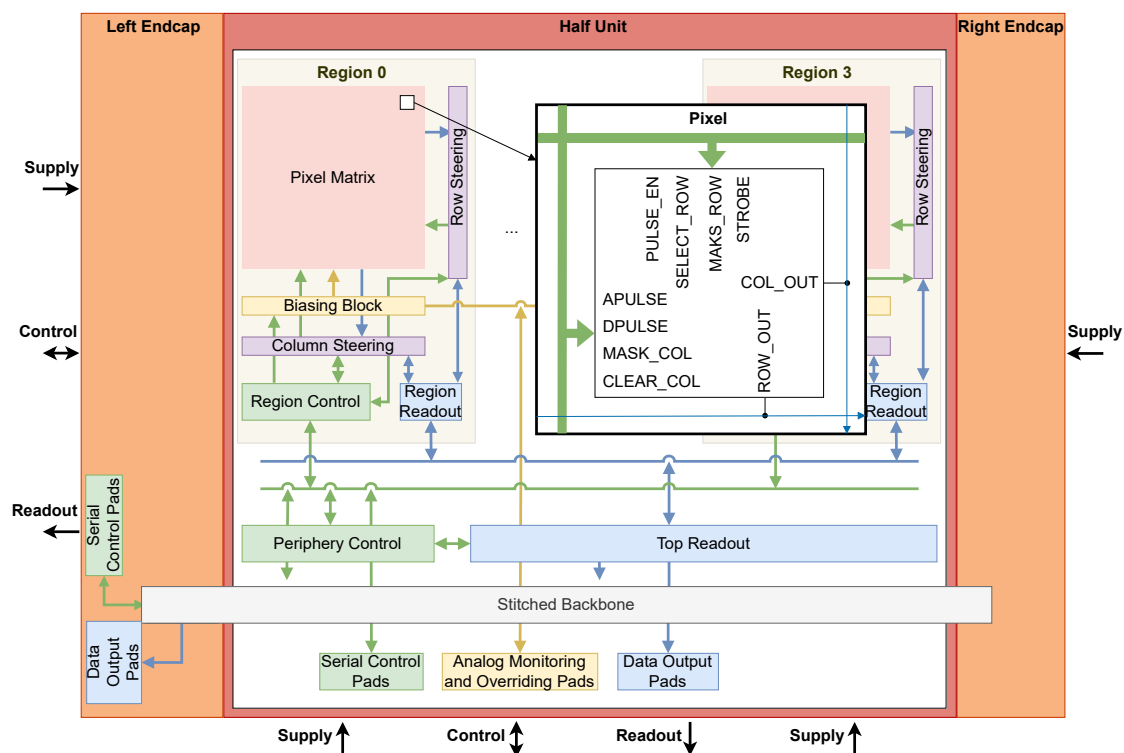 Left Endcap
Half Unit
Right Endcap
Region 0
Region 3
Pixel Matrix
Row Steering
Pixel
PULSE_EN
SELECT_ROW
MAKS_ROW
STROBE
COL_OUT
APULSE
DPULSE
MASK_COL
CLEAR_COL
ROW_OUT
Row Steering
...
Supply
Biasing Block
Control
Column Steering
Supply
Region Control
Region
Readout
Region
Readout
Serial
Control Pads
Readout
Periphery Control
Top Readout
Stitched Backbone
Data
Output
Pads
Serial Control
Pads
Analog Monitoring
and Overriding Pads
Data Output
Pads
Supply
Control
Readout
Supply